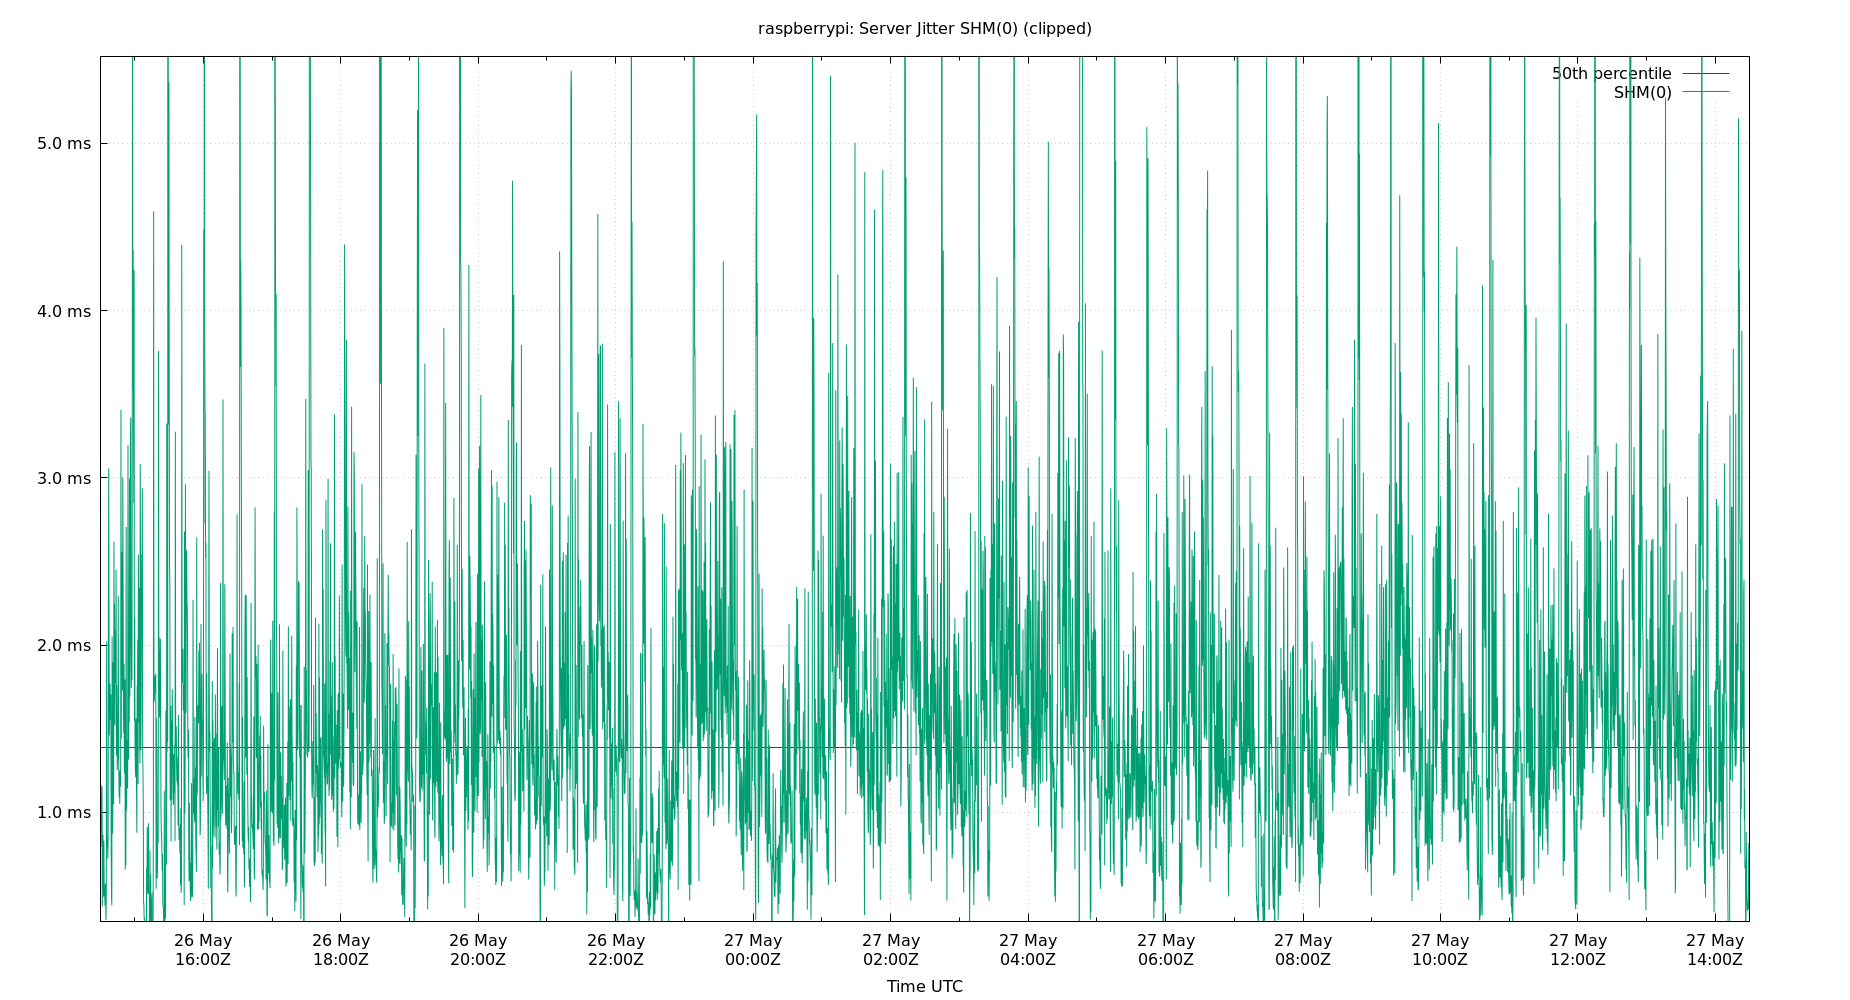 raspberrypi: Server Jitter SHM(0) (clipped)
50th percentile
SHM(0)
5.0 ms
4.0 ms
3.0 ms
2.0 ms
1.0 ms
26 May 26 May 26 May 26 May 27 May 27 May 27 May 27 May 27 May 27 May 27 May 27 May
16:00Z 18:00Z 20:00Z 22:00Z 00:00Z 02:00Z 04:00Z 06:00Z 08:00Z 10:00Z 12:00Z 14:00Z
Time UTC